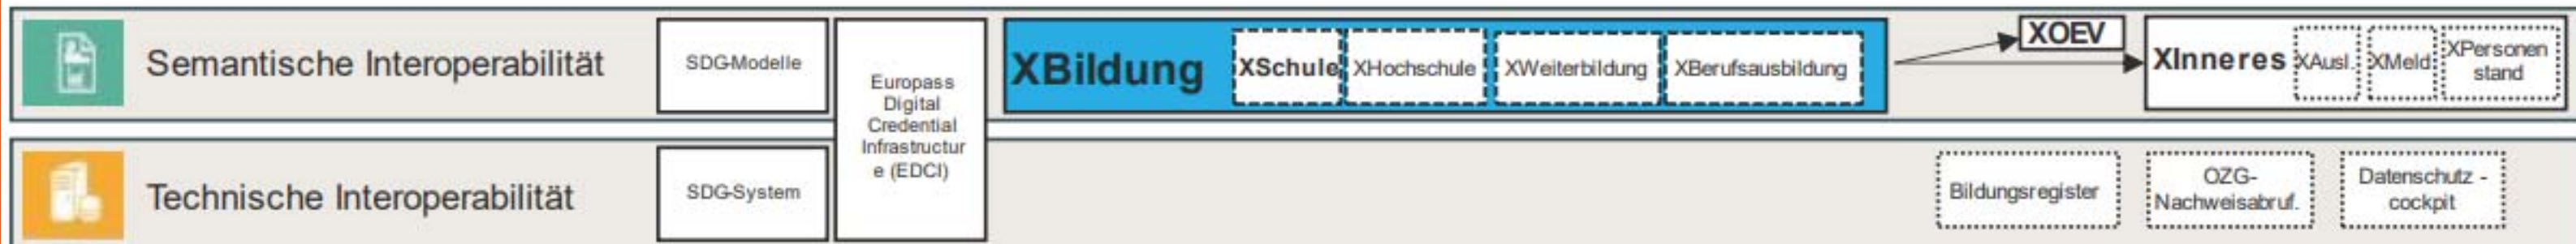 Semantische Interoperabilität
SDG-Modelle
Europass
Digital
Credential
Infrastructur
e (EDCI)
XBildung
XSchule
XHochschule
XWeiterbildung
XBerufsausbildung
XOEV
XInneres
XAusl.
XMeld
XPersonen
stand
Technische Interoperabilität
SDG-System
Bildungsregister
OZG-
Nachweisabruf.
Datenschutz -
cockpit